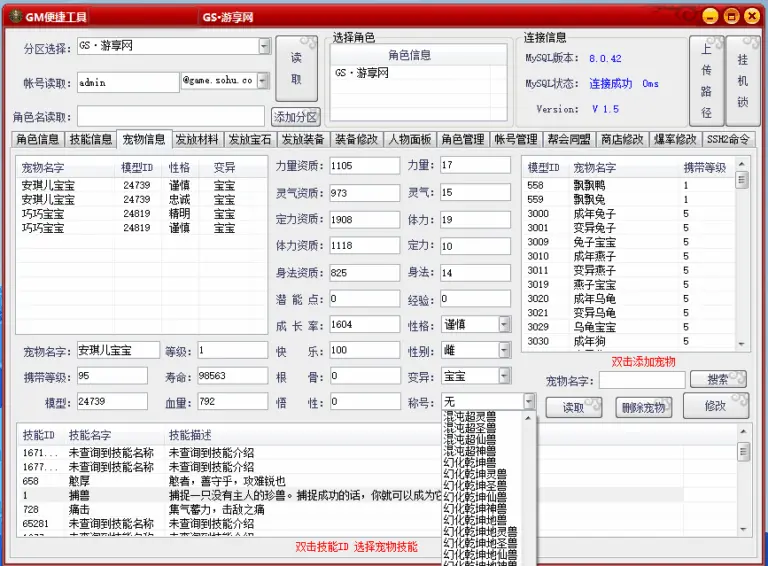 GM便捷工具 GS·游享网
分区选择: GS·游享网
帐号读取: admin @game.sohu.co
角色名读取:
读取
添加分区
选择角色
角色信息
GS·游享网
连接信息
MySQL版本: 8.0.42
MySQL状态: 连接成功 0ms
Version: V 1.5
上传路径
挂机锁
角色信息 技能信息 宠物信息 发放材料 发放宝石 发放装备 装备修改 人物面板 角色管理 帐号管理 帮会同盟 商店修改 爆率修改 SSH2命令
宠物名字 模型ID 性格 变异
安琪儿宝宝 24739 谨慎 宝宝
安琪儿宝宝 24739 忠诚 宝宝
巧巧宝宝 24819 精明 宝宝
巧巧宝宝 24819 谨慎 宝宝
力量资质: 1105 力量: 17
灵气资质: 973 灵气: 15
定力资质: 1908 体力: 19
体力资质: 1118 定力: 10
身法资质: 825 身法: 14
潜能点: 0 经验: 0
成长率: 1604 性格: 谨慎
宠物名字: 安琪儿宝宝 等级: 1 快乐: 100 性别: 雌
携带等级: 95 寿命: 98563 根骨: 0 变异: 宝宝
模型: 24739 血量: 792 悟性: 0 称号: 无
模型ID 宠物名字 携带等级
558 飘飘鸭 1
559 飘飘兔 1
3000 成年兔子 5
3001 变异兔子 5
3009 兔子宝宝 5
3010 成年燕子 5
3011 变异燕子 5
3019 燕子宝宝 5
3020 成年乌龟 5
3021 变异乌龟 5
3029 乌龟宝宝 5
3030 成年狗 5
双击添加宠物
宠物名字: 搜索
读取 删除宠物 修改
技能ID 技能名字 技能描述
1671... 未查询到技能名称 未查询到技能介绍
1677... 未查询到技能名称 未查询到技能介绍
658 憨厚 憨者，善守乎，攻难锐也
1 捕兽 捕捉一只没有主人的珍兽。捕捉成功的话，你就可以成为它
728 痛击 集气蓄力，击敌之痛
65281 未查询到技能名称 未查询到技能介绍
双击技能ID 选择宠物技能
混沌超灵兽
混沌超圣兽
混沌超仙兽
混沌超神兽
幻化乾坤兽
幻化乾坤灵兽
幻化乾坤圣兽
幻化乾坤仙兽
幻化乾坤神兽
幻化乾坤地兽
幻化乾坤地灵兽
幻化乾坤地圣兽
幻化乾坤地仙兽